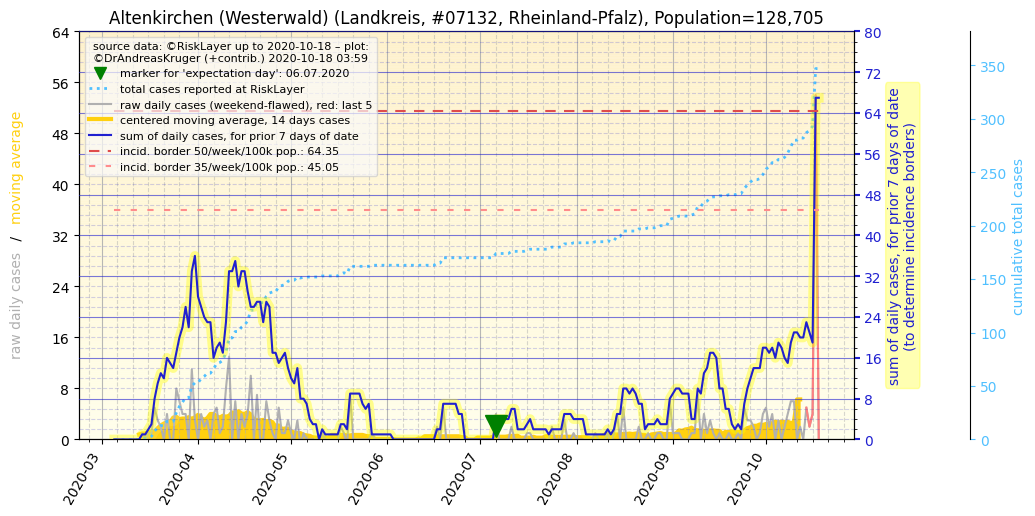 Altenkirchen (Westerwald) (Landkreis, #07132, Rheinland-Pfalz), Population=128,705
source data: ©RiskLayer up to 2020-10-18 – plot:
©DrAndreasKruger (+contrib.) 2020-10-18 03:59
marker for 'expectation day': 06.07.2020
total cases reported at RiskLayer
raw daily cases (weekend-flawed), red: last 5
centered moving average, 14 days cases
sum of daily cases, for prior 7 days of date
incid. border 50/week/100k pop.: 64.35
incid. border 35/week/100k pop.: 45.05
raw daily cases / moving average
64
56
48
40
32
24
16
8
0
2020-03
2020-04
2020-05
2020-06
2020-07
2020-08
2020-09
2020-10
80
72
64
56
48
40
32
24
16
8
0
sum of daily cases, for prior 7 days of date
(to determine incidence borders)
350
300
250
200
150
100
50
0
cumulative total cases